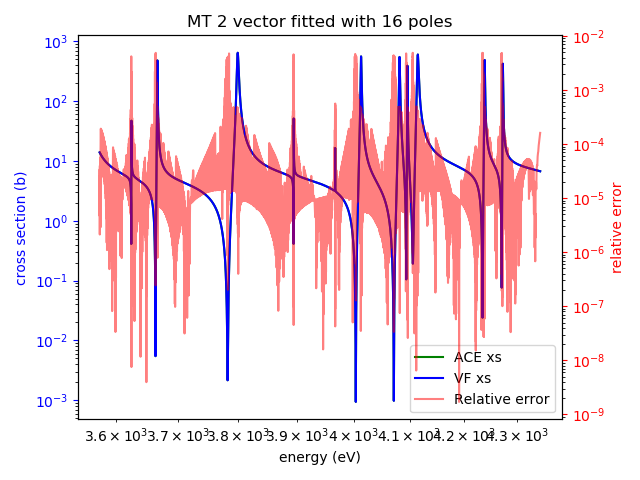 MT 2 vector fitted with 16 poles
10³
10²
10¹
10⁰
10⁻¹
10⁻²
10⁻³
cross section (b)
10⁻²
10⁻³
10⁻⁴
10⁻⁵
10⁻⁶
10⁻⁷
10⁻⁸
10⁻⁹
relative error
ACE xs
VF xs
Relative error
3.6 × 10³ 3.7 × 10³ 3.8 × 10³ 3.9 × 10³ 4 × 10³ 4.1 × 10³ 4.2 × 10³ 4.3 × 10³
energy (eV)